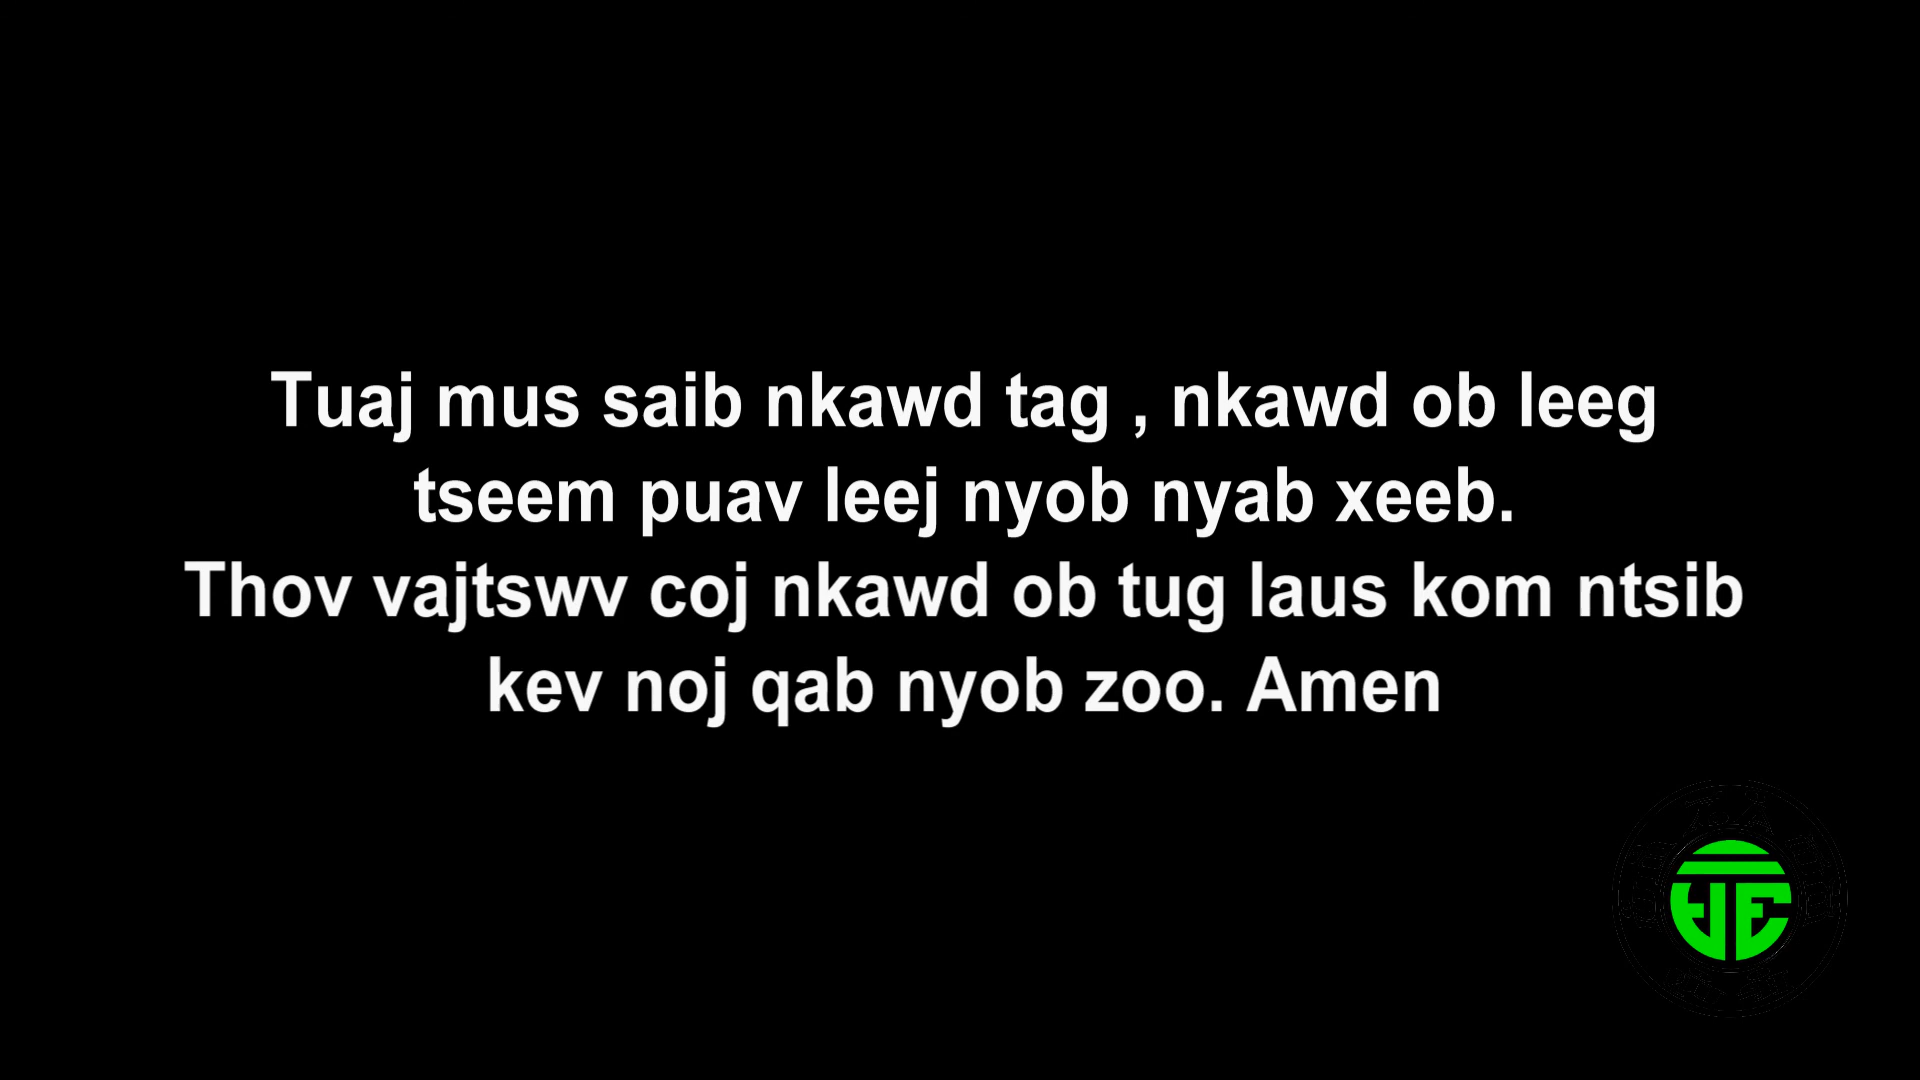 Tuaj mus saib nkawd tag , nkawd ob leeg
tseem puav leej nyob nyab xeeb.
Thov vajtswv coj nkawd ob tug laus kom ntsib
kev noj qab nyob zoo. Amen